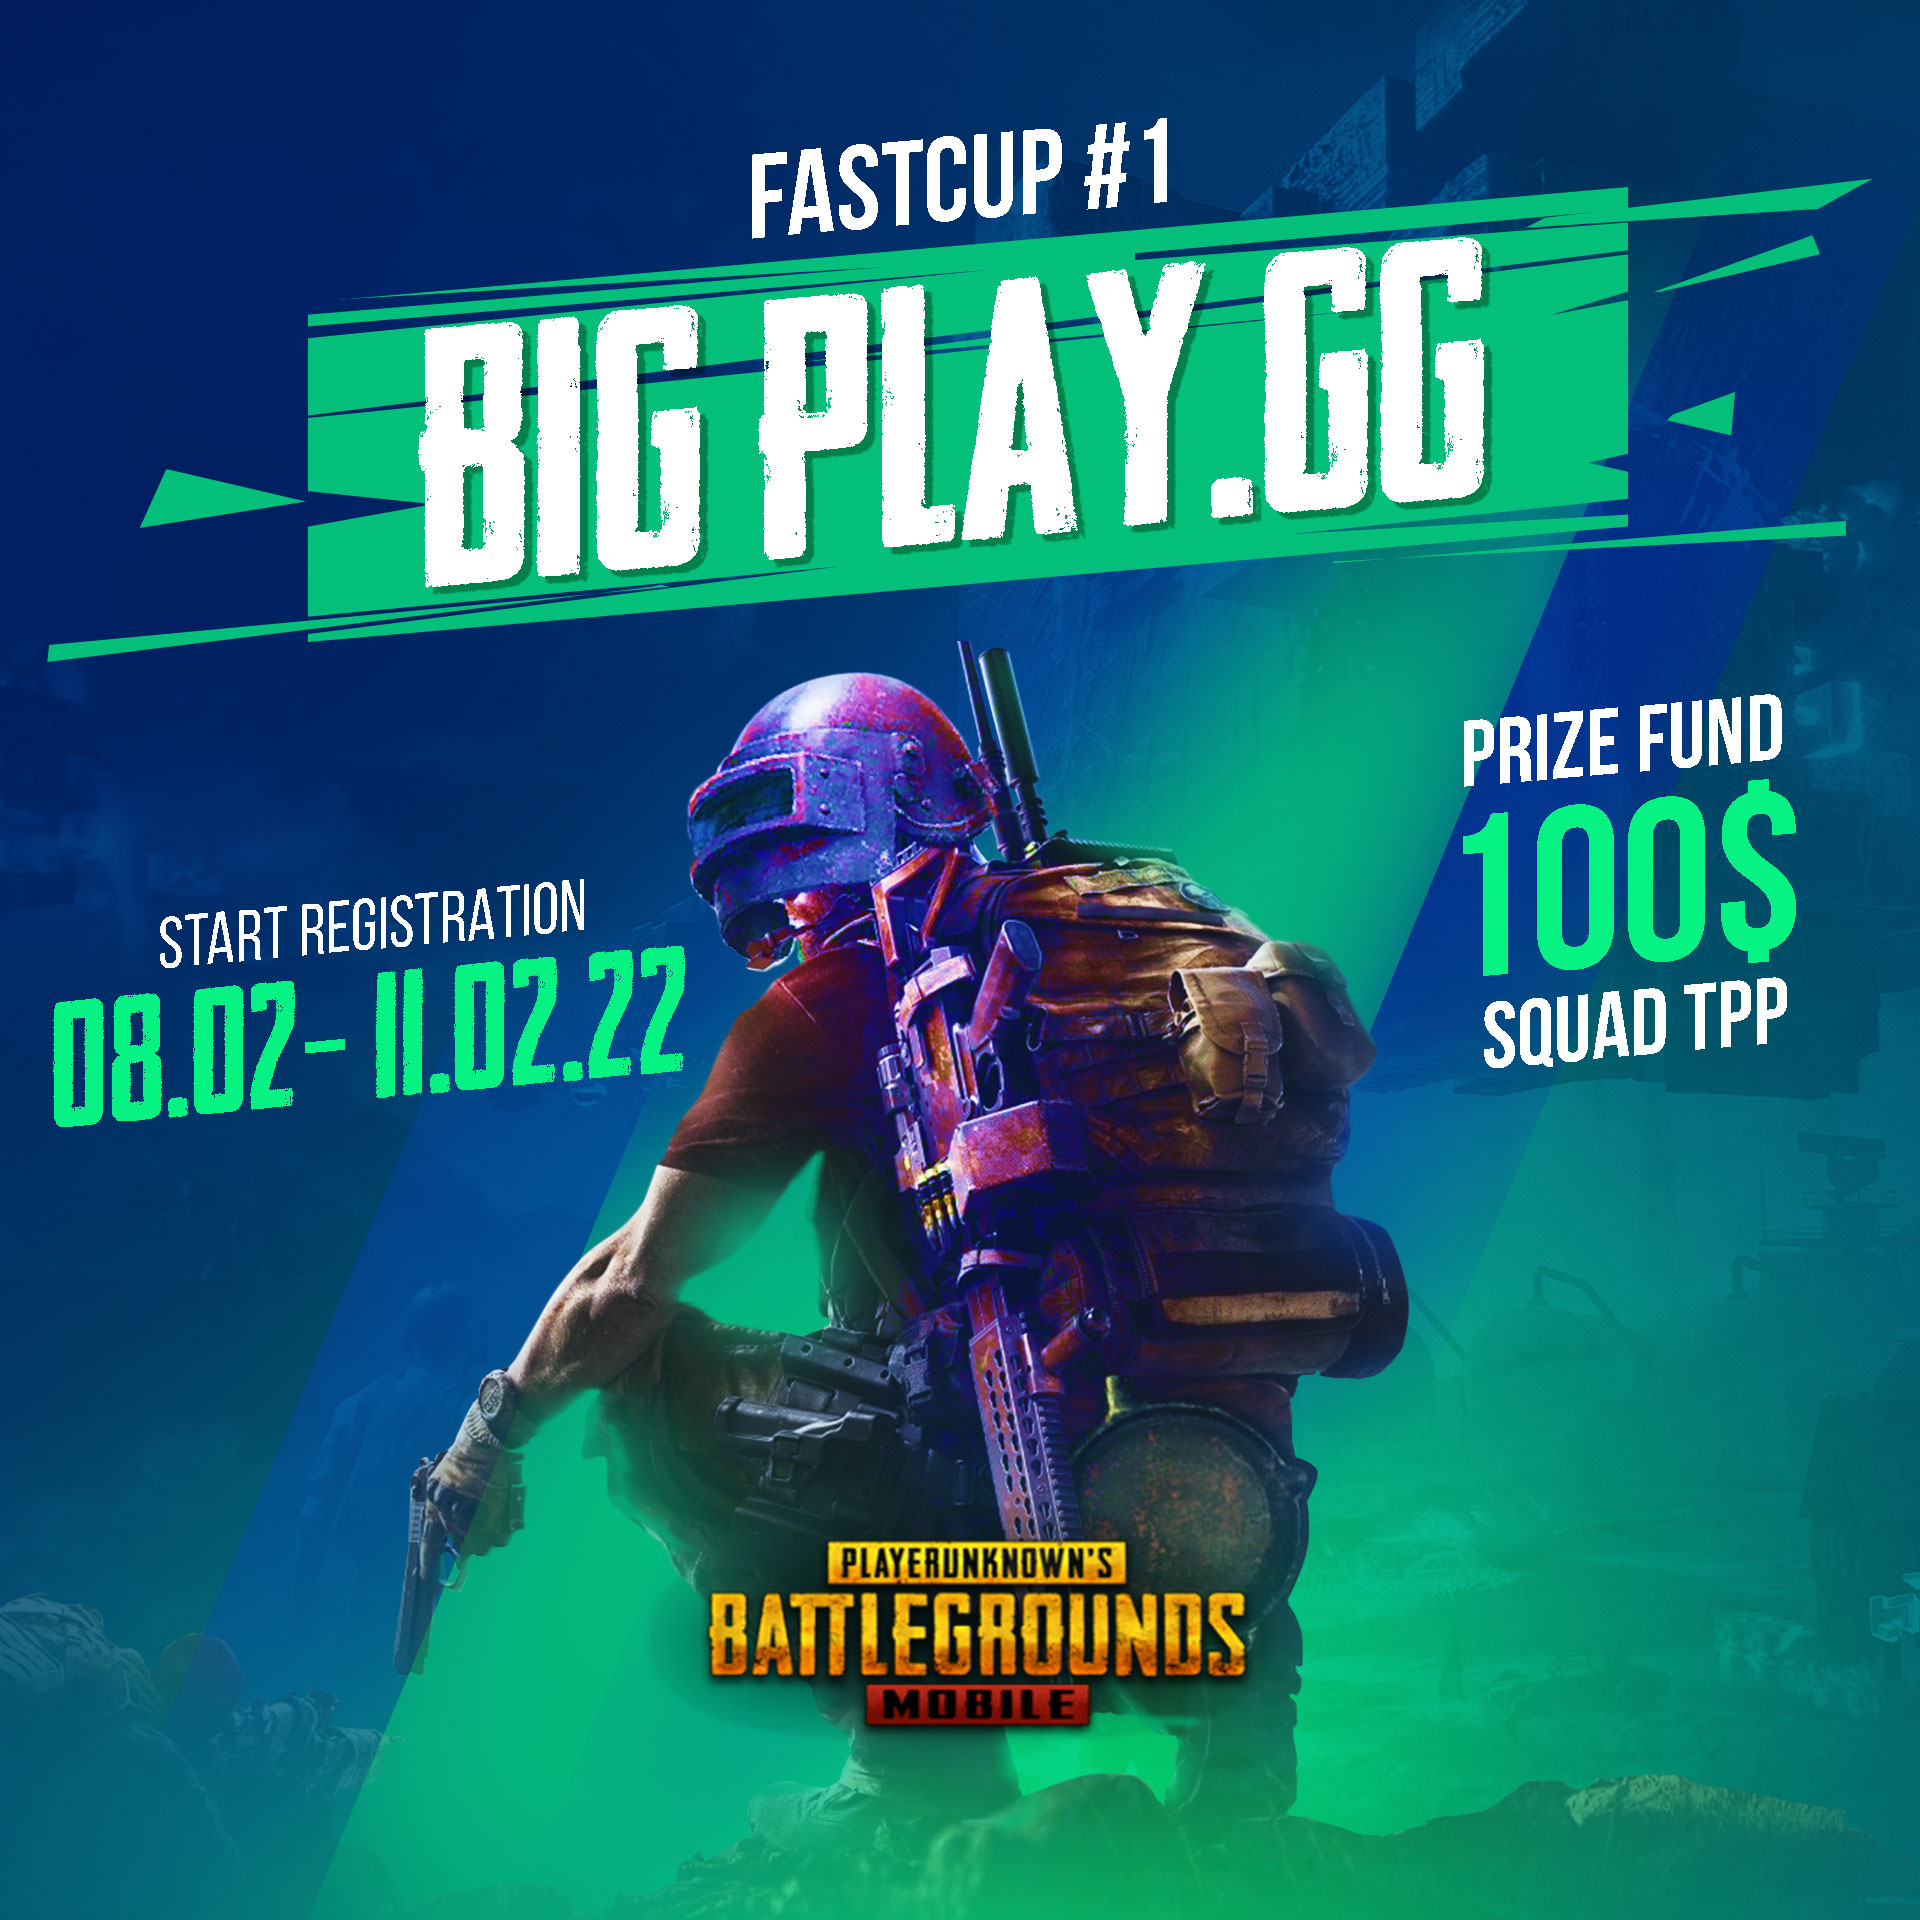 FASTCUP #1
BIG PLAY.GG
PRIZE FUND
100$
SQUAD TPP
START REGISTRATION
08.02- 11.02.22
PLAYERUNKNOWN'S
BATTLEGROUNDS
MOBILE